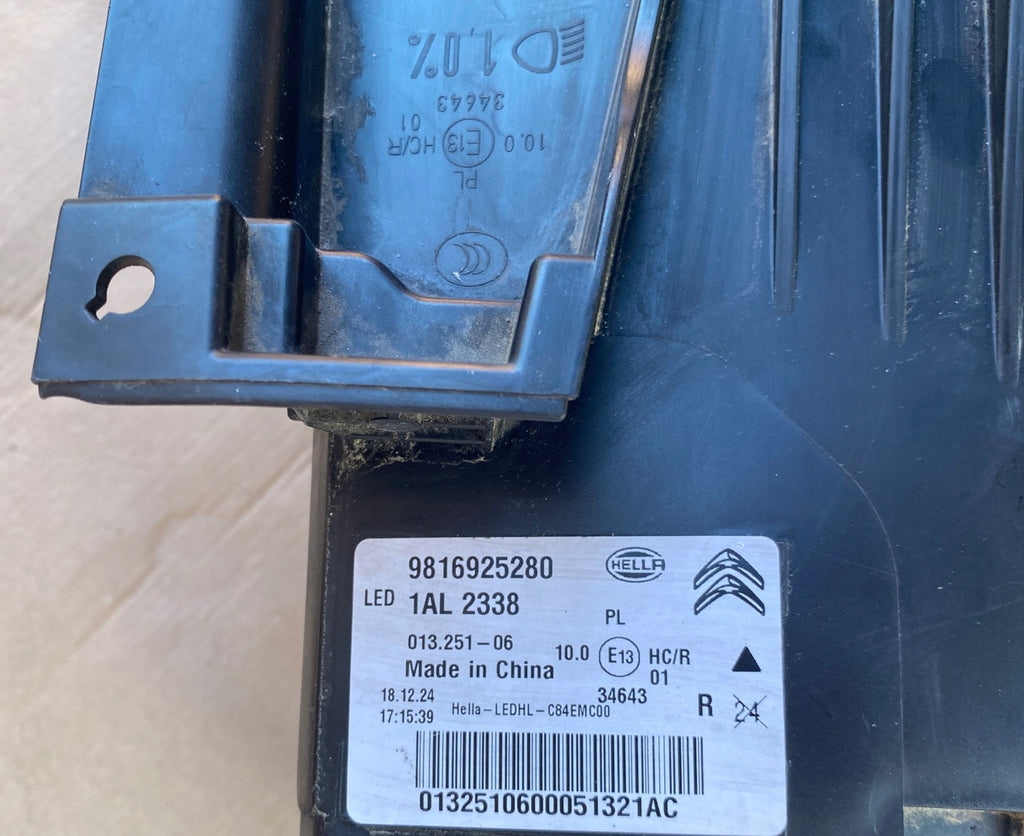 1,0%
34643
10.0 E13 HC/R
01
PL
9816925280
HELLA
LED 1AL 2338
PL
013.251-06
10.0 E13 HC/R
01
Made in China
34643
18.12.24
17:15:39
Hella-LEDHL-C84EMC00
R 24
0132510600051321AC